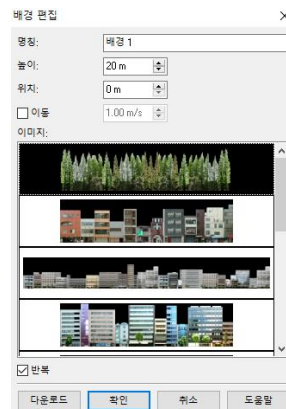 배경 편집
명칭: 배경 1
높이: 20 m
위치: 0 m
이동 1.00 m/s
이미지:
반복
다운로드 확인 취소 도움말